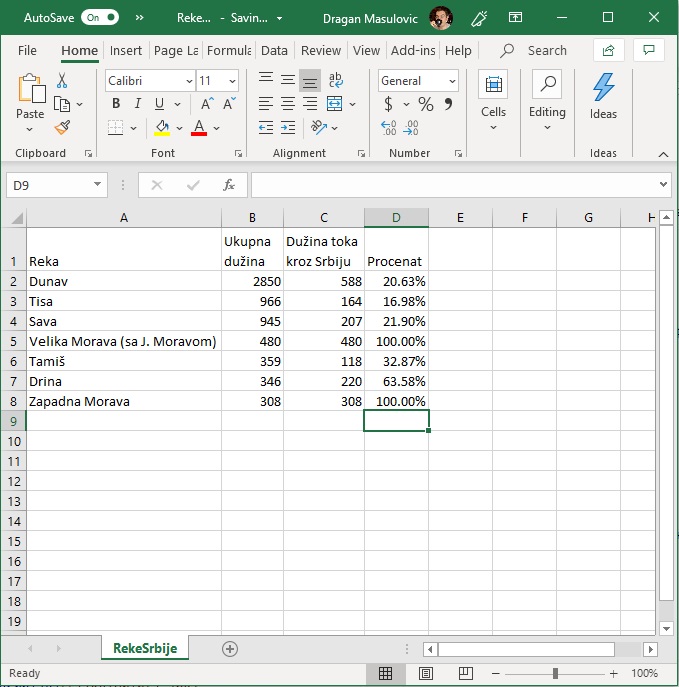 AutoSave On » Reke... - Savin... Dragan Masulovic
File Home Insert Page La Formula Data Review View Add-ins Help Search
Paste Calibri 11 A A ab General Cells Editing Ideas
B I U $ % 9
A .00 .00
Clipboard Font Alignment Number Ideas
D9 fx
A B C D E F G H
1 Reka Ukupna dužina Dužina toka kroz Srbiju Procenat
2 Dunav 2850 588 20.63%
3 Tisa 966 164 16.98%
4 Sava 945 207 21.90%
5 Velika Morava (sa J. Moravom) 480 480 100.00%
6 Tamiš 359 118 32.87%
7 Drina 346 220 63.58%
8 Zapadna Morava 308 308 100.00%
9
10
11
12
13
14
15
16
17
18
19
RekeSrbije
Ready 100%